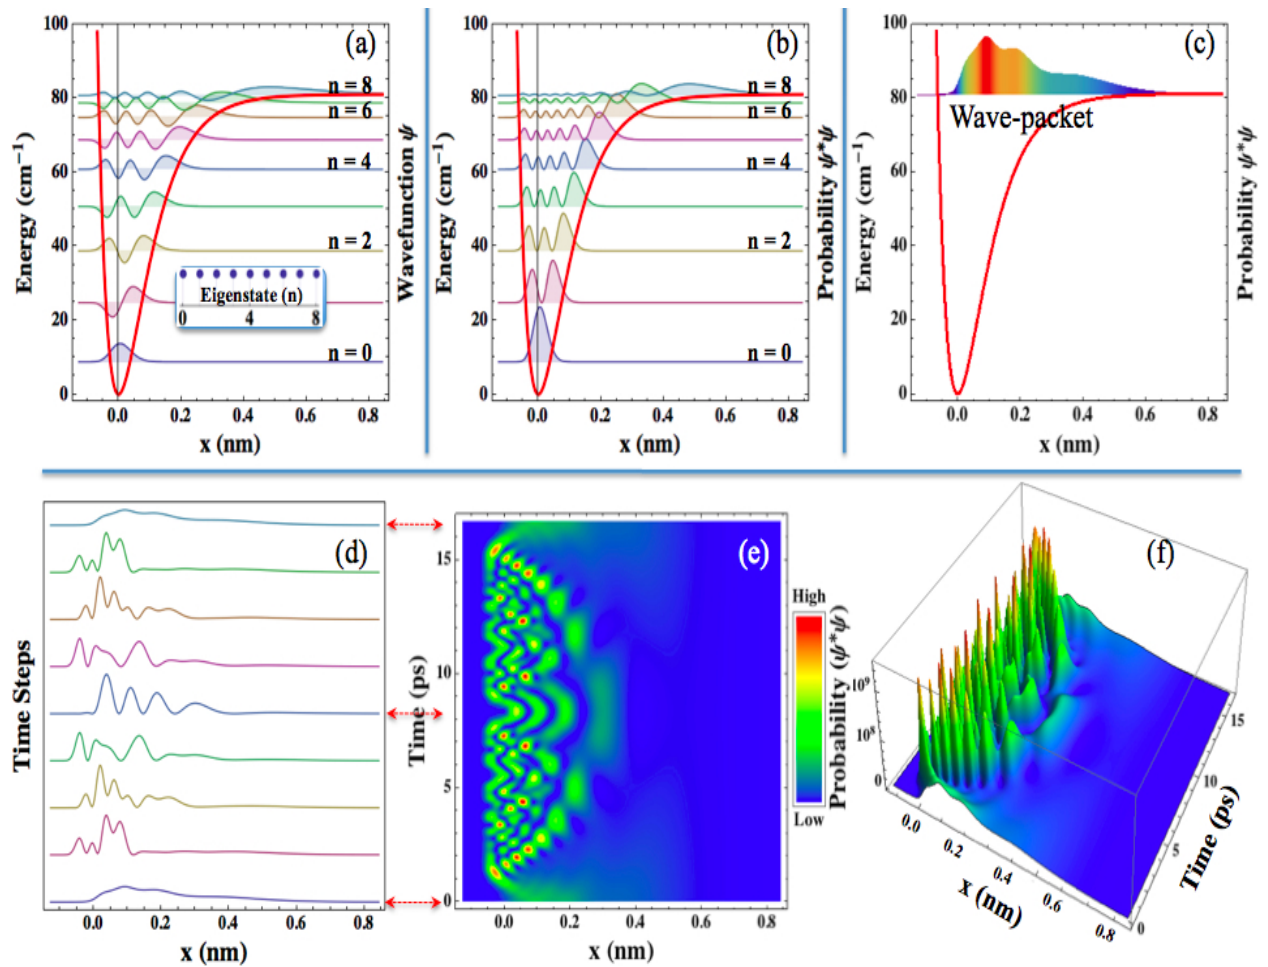 (a)
100
80
60
40
20
0
Energy (cm⁻¹)
n = 8
n = 6
n = 4
n = 2
n = 0
Eigenstate (n)
0 4 8
0.0 0.2 0.4 0.6 0.8
x (nm)
Wavefunction ψ
(b)
100
80
60
40
20
0
Energy (cm⁻¹)
n = 8
n = 6
n = 4
n = 2
n = 0
0.0 0.2 0.4 0.6 0.8
x (nm)
Probability ψ*ψ
(c)
100
80
60
40
20
0
Energy (cm⁻¹)
Wave-packet
0.0 0.2 0.4 0.6 0.8
x (nm)
Probability ψ*ψ
(d)
Time Steps
0.0 0.2 0.4 0.6 0.8
x (nm)
(e)
15
10
5
0
Time (ps)
0.0 0.2 0.4 0.6 0.8
x (nm)
High
Low
Probability (ψ*ψ)
(f)
10⁸
0
0.0
0.2
0.4
0.6
0.8
x (nm)
0
5
10
15
Time (ps)